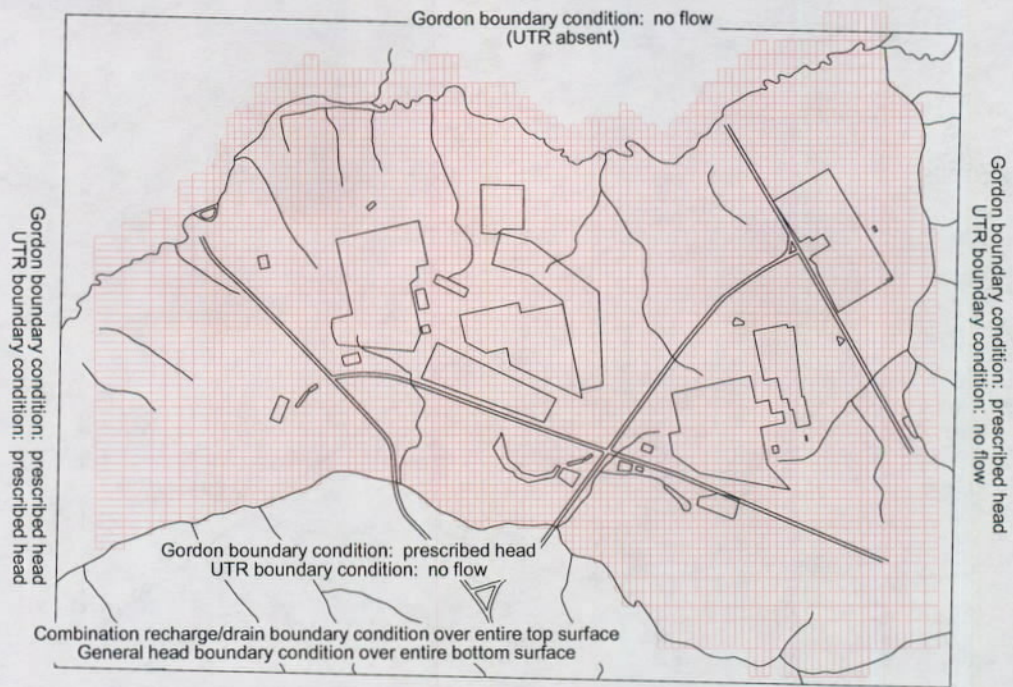 Gordon boundary condition: no flow
(UTR absent)
Gordon boundary condition: prescribed head
UTR boundary condition: prescribed head
Gordon boundary condition: prescribed head
UTR boundary condition: no flow
Gordon boundary condition: prescribed head
UTR boundary condition: no flow
Combination recharge/drain boundary condition over entire top surface
General head boundary condition over entire bottom surface